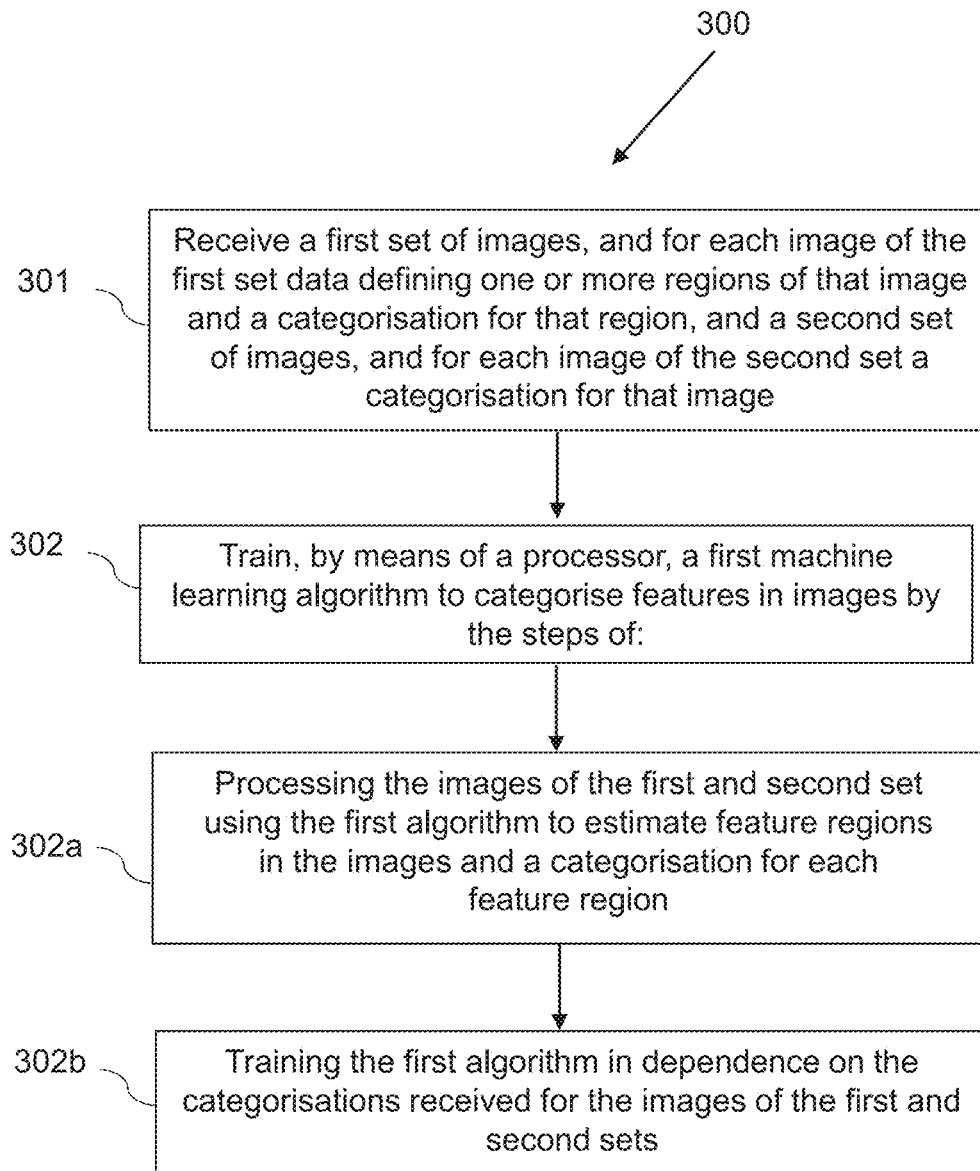 300
301
Receive a first set of images, and for each image of the
first set data defining one or more regions of that image
and a categorisation for that region, and a second set
of images, and for each image of the second set a
categorisation for that image
302
Train, by means of a processor, a first machine
learning algorithm to categorise features in images by
the steps of:
302a
Processing the images of the first and second set
using the first algorithm to estimate feature regions
in the images and a categorisation for each
feature region
302b
Training the first algorithm in dependence on the
categorisations received for the images of the first and
second sets